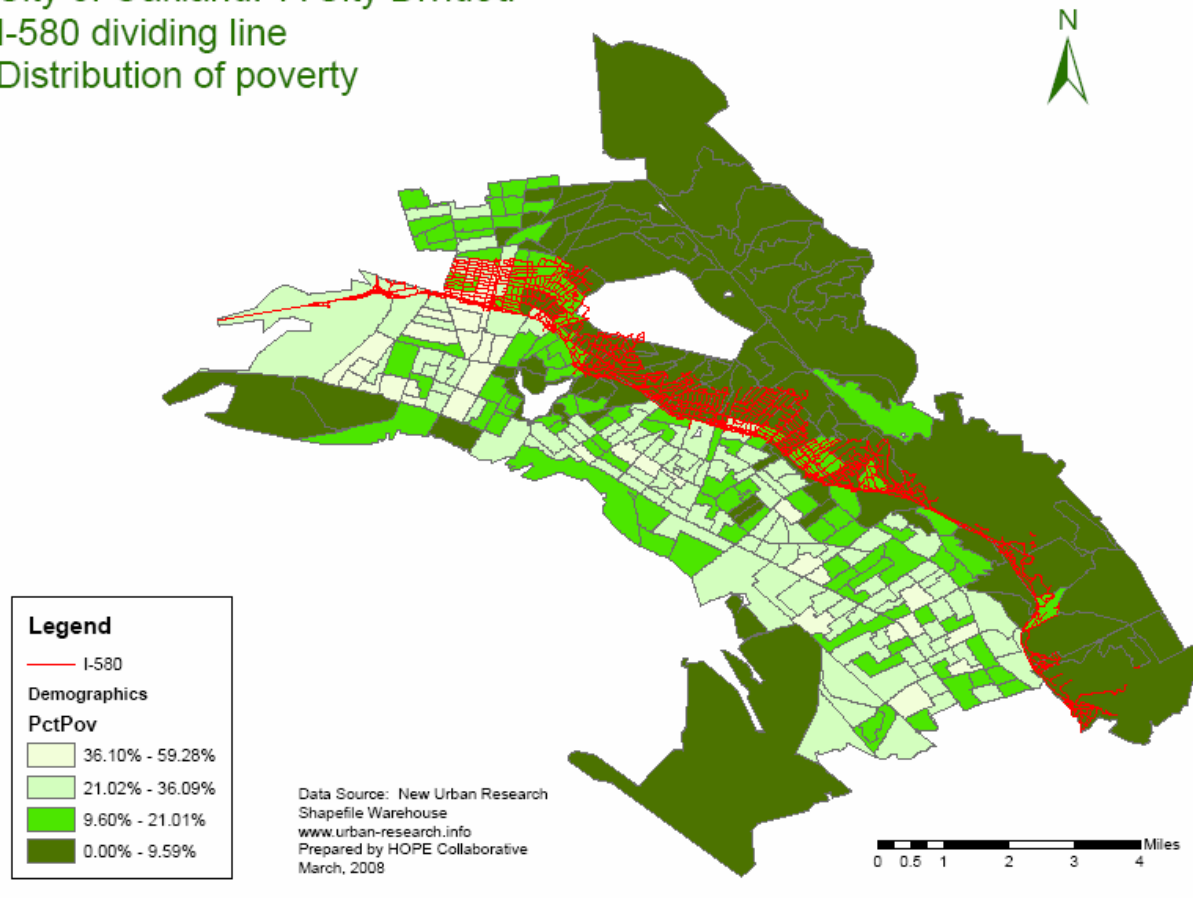 I-580 dividing line
Distribution of poverty
N
Legend
I-580
Demographics
PctPov
36.10% - 59.28%
21.02% - 36.09%
9.60% - 21.01%
0.00% - 9.59%
Data Source: New Urban Research
Shapefile Warehouse
www.urban-research.info
Prepared by HOPE Collaborative
March, 2008
Miles
0 0.5 1 2 3 4